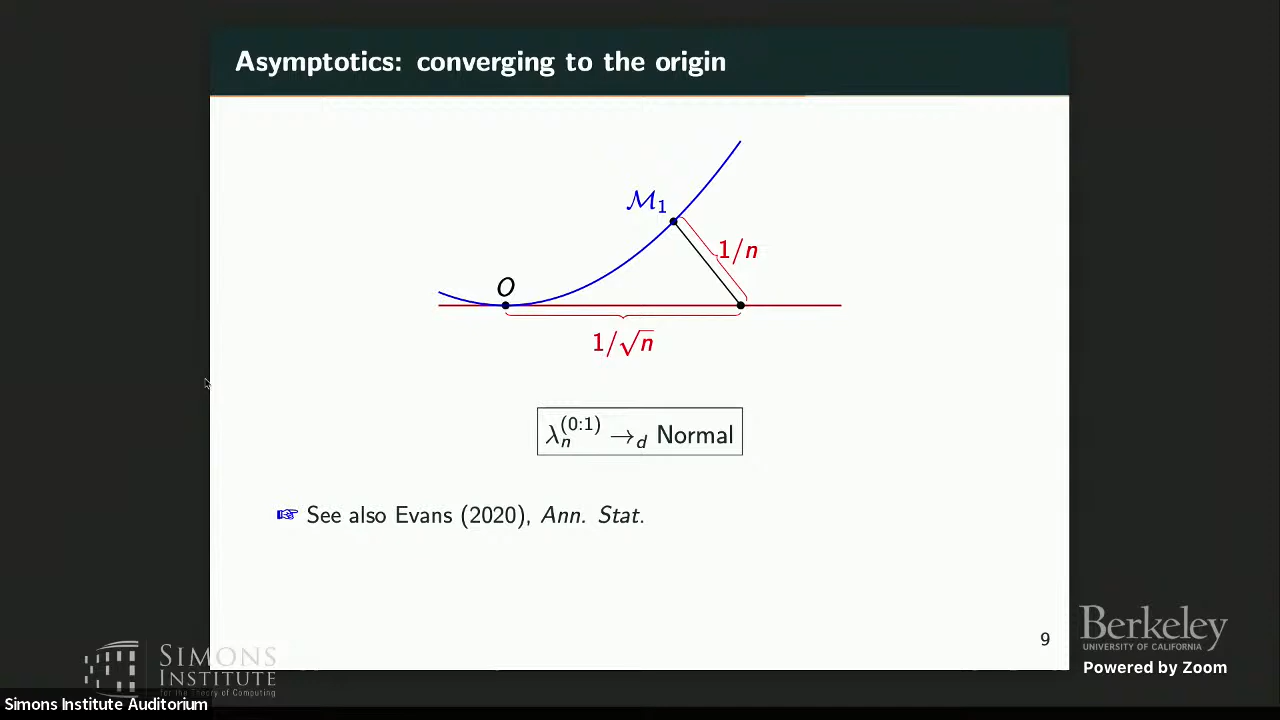 Asymptotics: converging to the origin
M₁
1/n
O
1/√n
λₙ⁽⁰:¹⁾ →_d Normal
☞ See also Evans (2020), Ann. Stat.
9
Berkeley
UNIVERSITY OF CALIFORNIA
Powered by Zoom
SIMONS
INSTITUTE
for the Theory of Computing
Simons Institute Auditorium